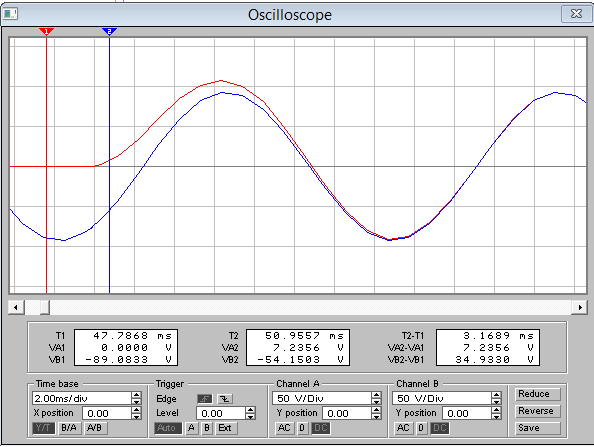 Oscilloscope
1 2
T1 47.7868 ms T2 50.9557 ms T2-T1 3.1689 ms
VA1 0.0000 V VA2 7.2356 V VA2-VA1 7.2356 V
VB1 -89.0833 V VB2 -54.1503 V VB2-VB1 34.9330 V
Time base Trigger Channel A Channel B
2.00ms/div Edge 50 V/Div 50 V/Div Reduce
X position 0.00 Level 0.00 Y position 0.00 Y position 0.00 Reverse
Y/T B/A A/B Auto A B Ext AC 0 DC AC 0 DC Save